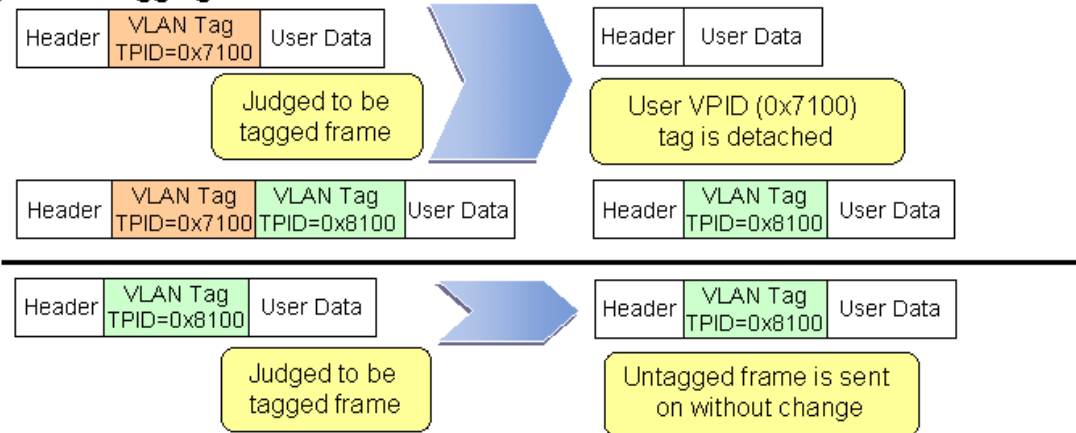 Header
VLAN Tag
TPID=0x7100
User Data
Header
User Data
Judged to be
tagged frame
User VPID (0x7100)
tag is detached
Header
VLAN Tag
TPID=0x7100
VLAN Tag
TPID=0x8100
User Data
Header
VLAN Tag
TPID=0x8100
User Data
Header
VLAN Tag
TPID=0x8100
User Data
Header
VLAN Tag
TPID=0x8100
User Data
Judged to be
tagged frame
Untagged frame is sent
on without change